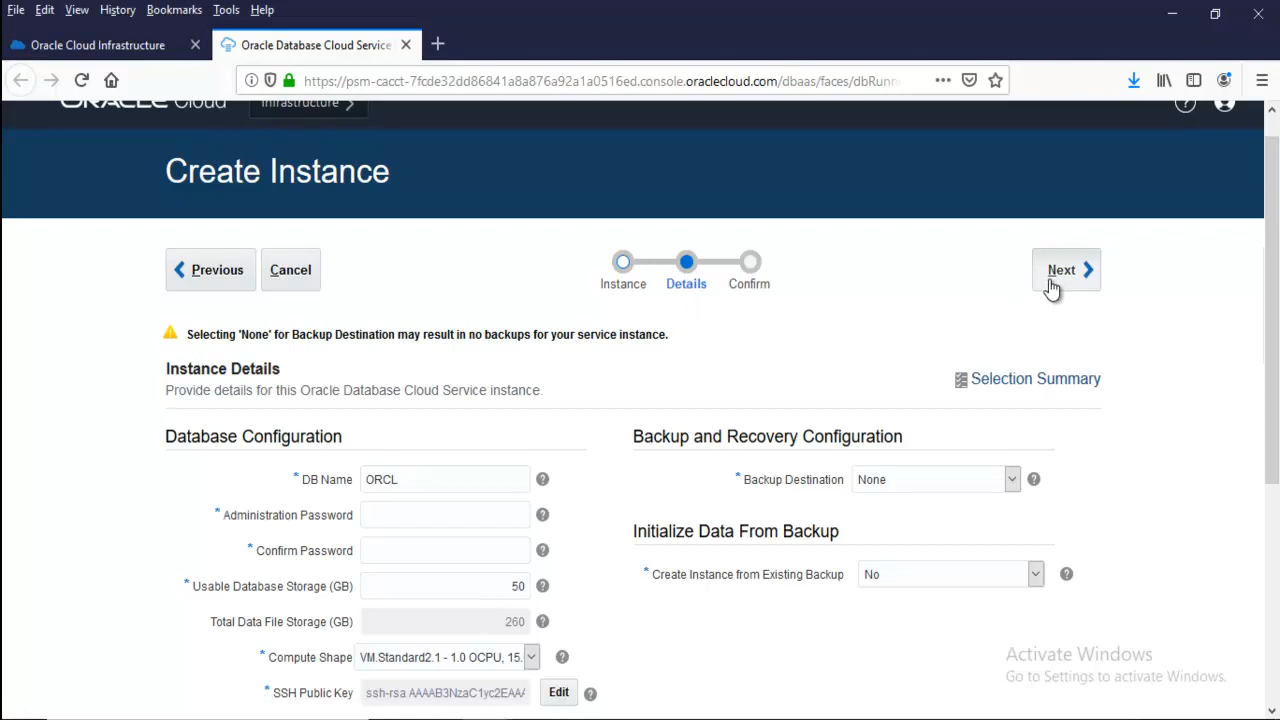 File Edit View History Bookmarks Tools Help
Oracle Cloud Infrastructure
Oracle Database Cloud Service
https://psm-cacct-7fcde32dd86841a8a876a92a1a0516ed.console.oraclecloud.com/dbaas/faces/dbRunn
ORACLE Cloud
Infrastructure
Create Instance
Previous
Cancel
Instance
Details
Confirm
Next
Selecting 'None' for Backup Destination may result in no backups for your service instance.
Instance Details
Provide details for this Oracle Database Cloud Service instance.
Selection Summary
Database Configuration
* DB Name ORCL
* Administration Password
* Confirm Password
* Usable Database Storage (GB) 50
Total Data File Storage (GB) 260
* Compute Shape VM.Standard2.1 - 1.0 OCPU, 15.
* SSH Public Key ssh-rsa AAAAB3NzaC1yc2EAAA Edit
Backup and Recovery Configuration
* Backup Destination None
Initialize Data From Backup
* Create Instance from Existing Backup No
Activate Windows
Go to Settings to activate Windows.